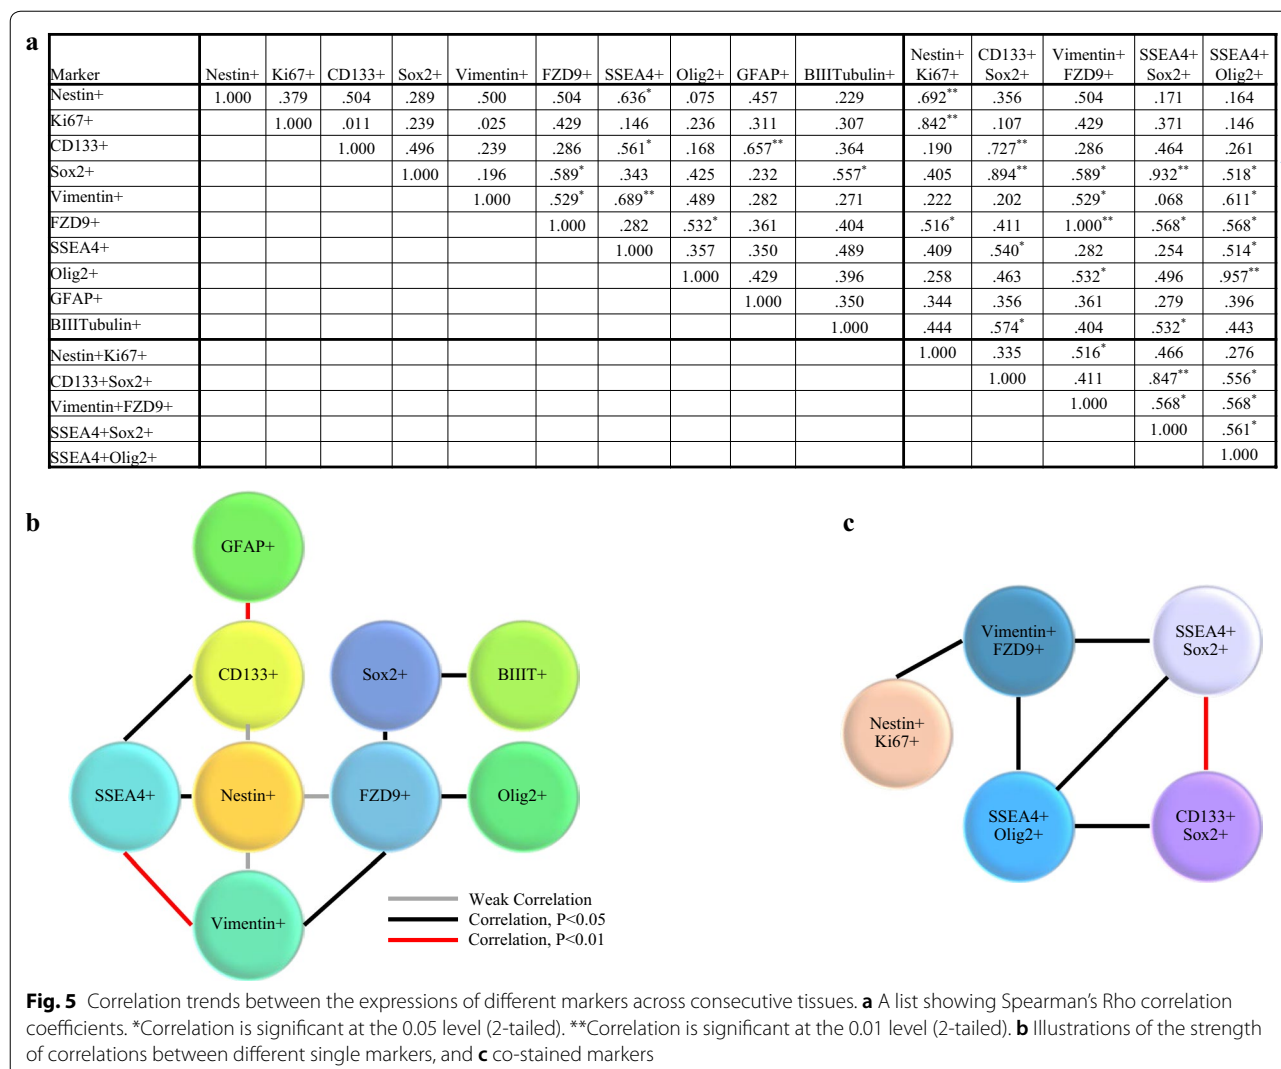 a
Marker Nestin+ Ki67+ CD133+ Sox2+ Vimentin+ FZD9+ SSEA4+ Olig2+ GFAP+ BIIITubulin+ Nestin+ Ki67+ CD133+ Sox2+ Vimentin+ FZD9+ SSEA4+ Sox2+ SSEA4+ Olig2+
Nestin+ 1.000 .379 .504 .289 .500 .504 .636* .075 .457 .229 .692** .356 .504 .171 .164
Ki67+ 1.000 .011 .239 .025 .429 .146 .236 .311 .307 .842** .107 .429 .371 .146
CD133+ 1.000 .496 .239 .286 .561* .168 .657** .364 .190 .727** .286 .464 .261
Sox2+ 1.000 .196 .589* .343 .425 .232 .557* .405 .894** .589* .932** .518*
Vimentin+ 1.000 .529* .689** .489 .282 .271 .222 .202 .529* .068 .611*
FZD9+ 1.000 .282 .532* .361 .404 .516* .411 1.000** .568* .568*
SSEA4+ 1.000 .357 .350 .489 .409 .540* .282 .254 .514*
Olig2+ 1.000 .429 .396 .258 .463 .532* .496 .957**
GFAP+ 1.000 .350 .344 .356 .361 .279 .396
BIIITubulin+ 1.000 .444 .574* .404 .532* .443
Nestin+Ki67+ 1.000 .335 .516* .466 .276
CD133+Sox2+ 1.000 .411 .847** .556*
Vimentin+FZD9+ 1.000 .568* .568*
SSEA4+Sox2+ 1.000 .561*
SSEA4+Olig2+ 1.000
b
GFAP+
CD133+ Sox2+ BIIIT+
SSEA4+ Nestin+ FZD9+ Olig2+
Vimentin+
Weak Correlation
Correlation, P<0.05
Correlation, P<0.01
c
Vimentin+
FZD9+
SSEA4+
Sox2+
Nestin+
Ki67+
SSEA4+
Olig2+
CD133+
Sox2+
Fig. 5 Correlation trends between the expressions of different markers across consecutive tissues. a A list showing Spearman's Rho correlation
coefficients. *Correlation is significant at the 0.05 level (2-tailed). **Correlation is significant at the 0.01 level (2-tailed). b Illustrations of the strength
of correlations between different single markers, and c co-stained markers